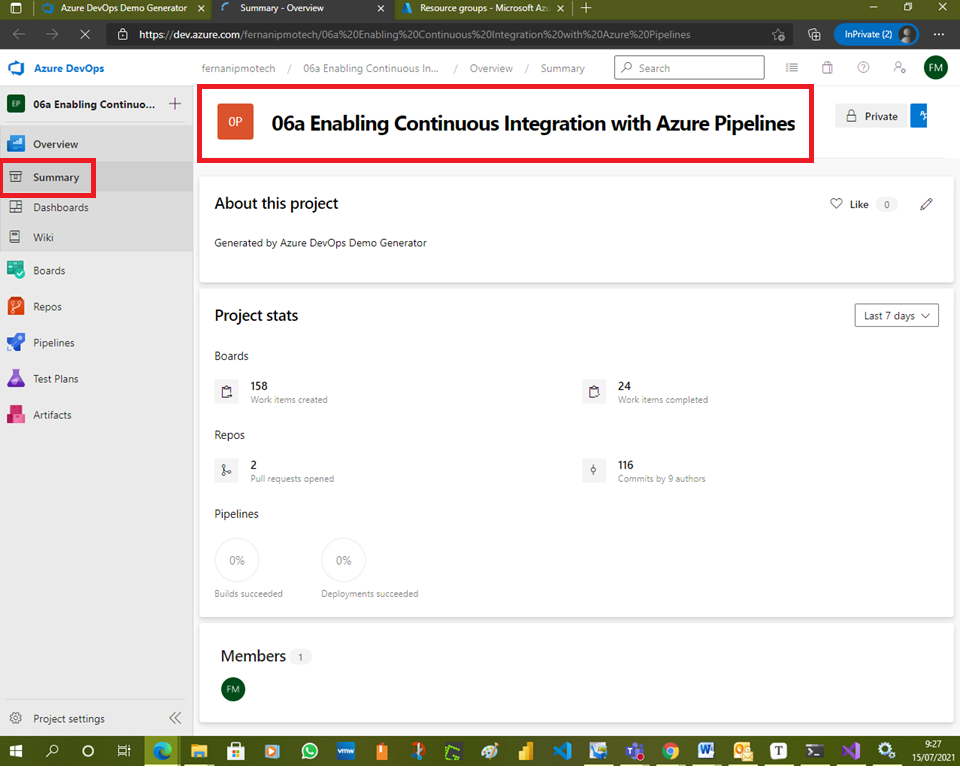 Azure DevOps Demo Generator
Summary - Overview
Resource groups - Microsoft Azu
https://dev.azure.com/fernanipmotech/06a%20Enabling%20Continuous%20Integration%20with%20Azure%20Pipelines
InPrivate (2)
Azure DevOps
fernanipmotech / 06a Enabling Continuous In... / Overview / Summary
Search
FM
EP
06a Enabling Continuo...
Overview
Summary
Dashboards
Wiki
Boards
Repos
Pipelines
Test Plans
Artifacts
Project settings
0P
06a Enabling Continuous Integration with Azure Pipelines
Private
About this project
Like 0
Generated by Azure DevOps Demo Generator
Project stats
Last 7 days
Boards
158
Work items created
24
Work items completed
Repos
2
Pull requests opened
116
Commits by 9 authors
Pipelines
0%
Builds succeeded
0%
Deployments succeeded
Members 1
FM
vmw
T
9:27
15/07/2021